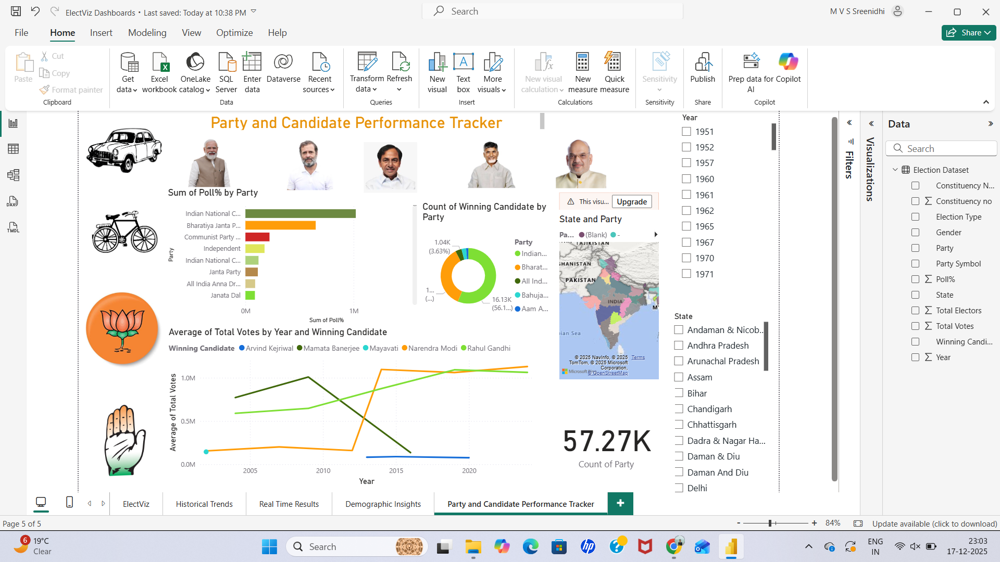 ElectViz Dashboards • Last saved: Today at 10:38 PM
Search
M V S Sreenidhi
File Home Insert Modeling View Optimize Help
Share
Paste
Cut
Copy
Format painter
Clipboard
Get data
Excel workbook
OneLake catalog
SQL Server
Enter data
Dataverse
Recent sources
Data
Transform data
Refresh
Queries
New visual
Text box
More visuals
Insert
New visual calculation
New measure
Quick measure
Calculations
Sensitivity
Sensitivity
Publish
Share
Prep data for AI
Copilot
Copilot
Party and Candidate Performance Tracker
Sum of Poll% by Party
Party
Indian National C...
Bharatiya Janta P...
Communist Party ...
Independent
Indian National C...
Janta Party
All India Anna Dr...
Janata Dal
0M 1M
Sum of Poll%
Count of Winning Candidate by
Party
1.04K
(3.63%)
1...
(...)
16.13K
(56.1...)
Party
Indian...
Bharat...
All Ind...
Bahuja...
Aam A...
This visu... Upgrade
State and Party
Pa... (Blank) -
TAJIKISTAN
GHANISTAN
PAKISTAN
INDIA
M
bian Sea
© 2025 NavInfo, © 2025 Terms
TomTom, © 2025 Microsoft
Corporation,
© OpenStreetMap
Microsoft
Average of Total Votes by Year and Winning Candidate
Winning Candidate Arvind Kejriwal Mamata Banerjee Mayavati Narendra Modi Rahul Gandhi
Average of Total Votes
1.0M
0.5M
0.0M
2005 2010 2015 2020
Year
57.27K
Count of Party
Year
1951
1952
1957
1960
1961
1962
1965
1967
1970
1971
State
Andaman & Nicob...
Andhra Pradesh
Arunachal Pradesh
Assam
Bihar
Chandigarh
Chhattisgarh
Dadra & Nagar Ha...
Daman & Diu
Daman And Diu
Delhi
Filters
Visualizations
Data
Search
Election Dataset
Constituency N...
Constituency no
Election Type
Gender
Party
Party Symbol
Poll%
State
Total Electors
Total Votes
Winning Candi...
Year
DAX
TMDL
ElectViz Historical Trends Real Time Results Demographic Insights Party and Candidate Performance Tracker +
Page 5 of 5
- + 84%
Update available (click to download)
6
19°C
Clear
Search
hp
ENG
IN
23:03
17-12-2025